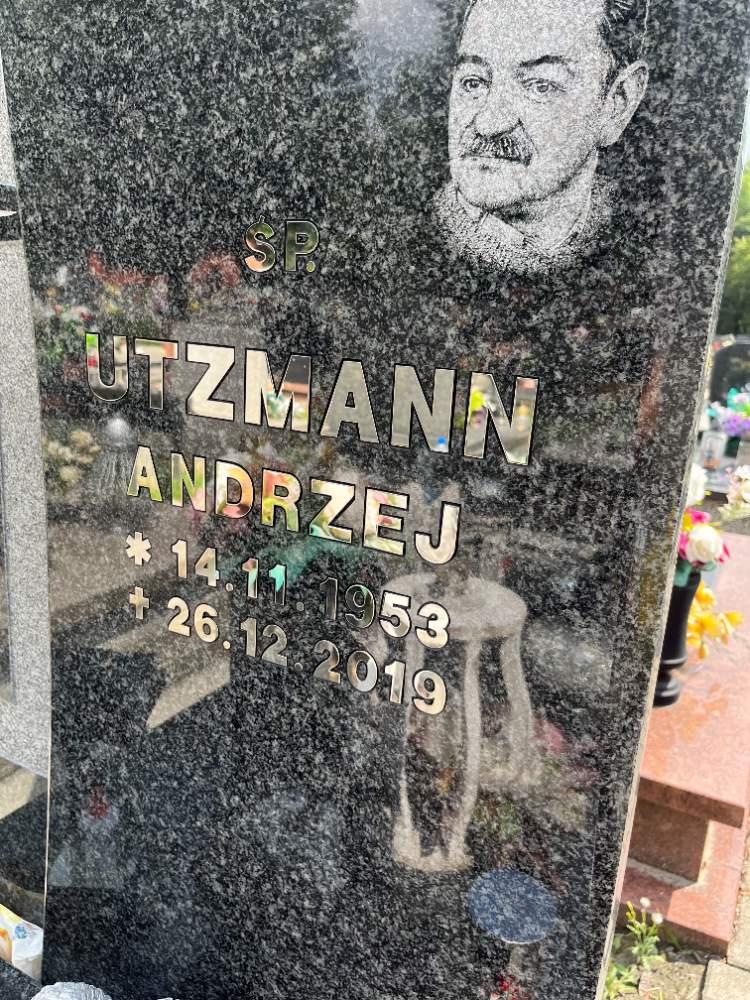 ŚP.
UTZMANN
ANDRZEJ
* 14.11.1953
† 26.12.2019